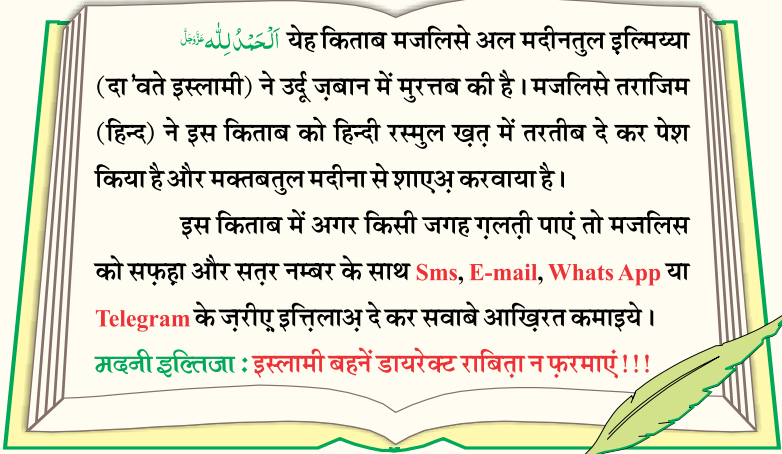 اَلْحَمْدُ لِلّٰه عَزَّوَجَلَّ येह किताब मजलिसे अल मदीनतुल इ़ल्मिय्या
(दा'वते इस्लामी) ने उर्दू ज़बान में मुरत्तब की है । मजलिसे तराजिम
(हिन्द) ने इस किताब को हिन्दी रस्मुल ख़त़ में तरतीब दे कर पेश
किया है और मक्तबतुल मदीना से शाएअ़ करवाया है ।
इस किताब में अगर किसी जगह ग़लत़ी पाएं तो मजलिस
को सफ़ह़ा और सत़र नम्बर के साथ Sms, E-mail, Whats App या
Telegram के ज़रीए़ इत्त़िलाअ़ दे कर सवाबे आख़िरत कमाइये ।
मदनी इल्तिजा : इस्लामी बहनें डायरेक्ट राबित़ा न फ़रमाएं !!!